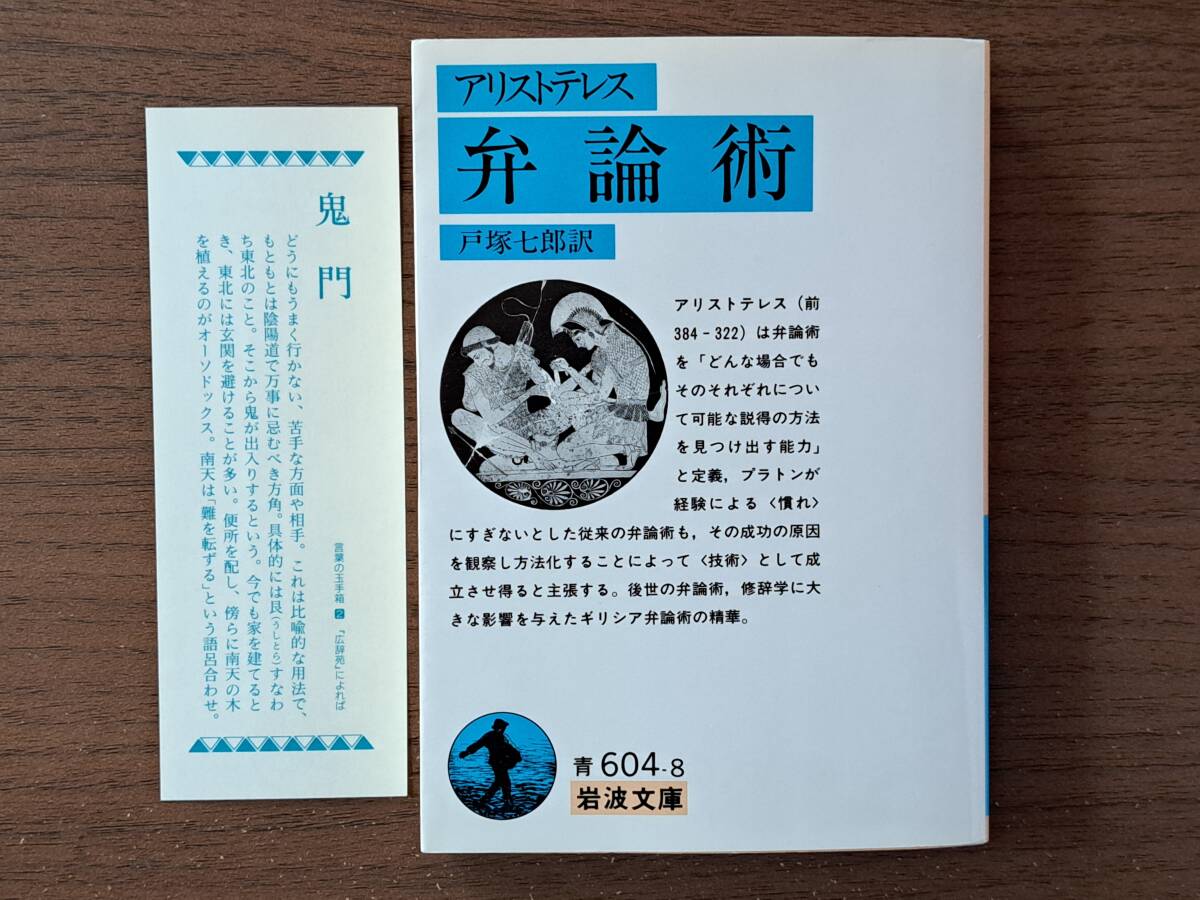 鬼門
言葉の玉手箱 2 『広辞苑』によれば
どうにもうまく行かない、苦手な方面や相手。これは比喩的な用法で、
もともとは陰陽道で万事に忌むべき方角。具体的には艮(うしとら)すなわ
ち東北のこと。そこから鬼が出入りするという。今でも家を建てると
き、東北には玄関を避けることが多い。便所を配し、傍らに南天の木
を植えるのがオーソドックス。南天は「難を転ずる」という語呂合わせ。
アリストテレス
弁論術
戸塚七郎訳
アリストテレス(前
384-322)は弁論術
を「どんな場合でも
そのそれぞれについ
て可能な説得の方法
を見つけ出す能力」
と定義,プラトンが
経験による〈慣れ〉
にすぎないとした従来の弁論術も,その成功の原因
を観察し方法化することによって〈技術〉として成
立させ得ると主張する。後世の弁論術,修辞学に大
きな影響を与えたギリシア弁論術の精華。
青604-8
岩波文庫